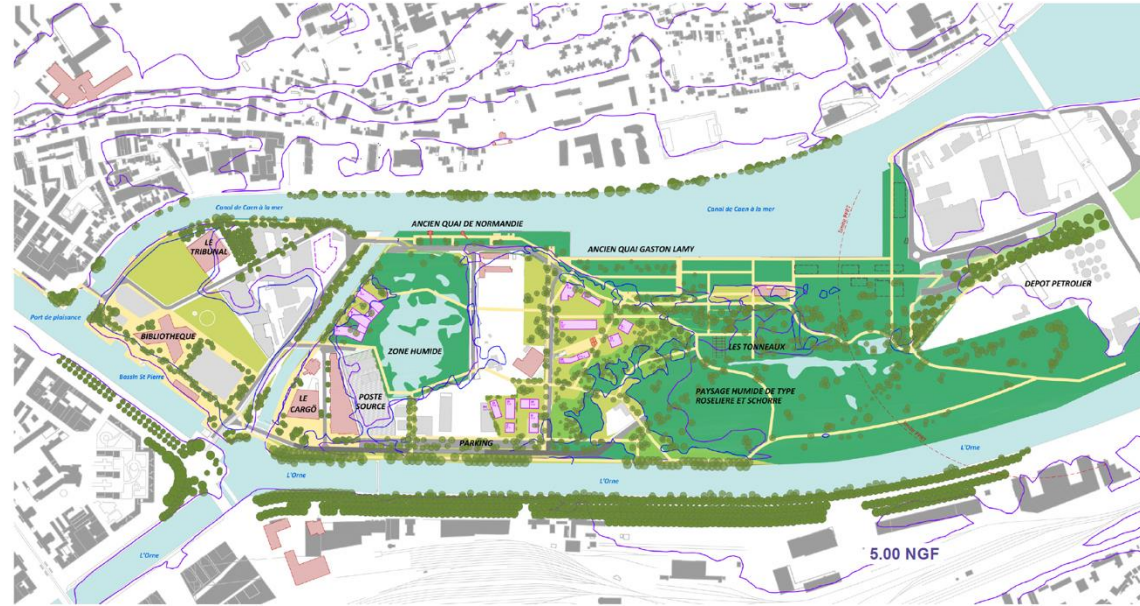 Canal de Caen à la mer
Canal de Caen à la mer
ANCIEN QUAI DE NORMANDIE
LE
TRIBUNAL
ANCIEN QUAI GASTON LAMY
DEPOT PETROLIER
Port de plaisance
BIBLIOTHEQUE
ZONE HUMIDE
LES TONNEAUX
Bassin St Pierre
LE
CARGÖ
POSTE
SOURCE
PAYSAGE HUMIDE DE TYPE
ROSELIERE ET SCHORRE
PARKING
L'Orne
L'Orne
L'Orne
L'Orne
5.00 NGF